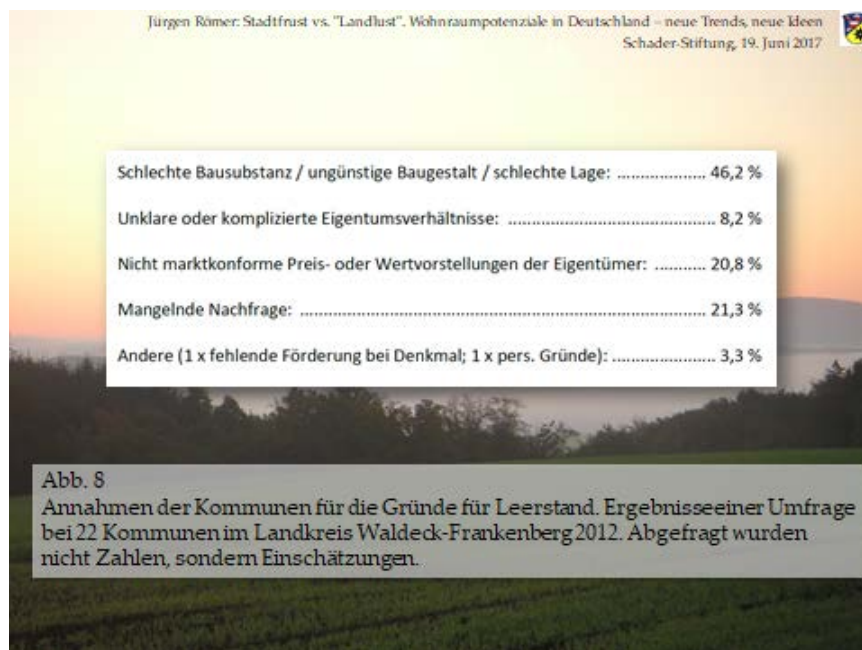 Jürgen Römer: Stadtfrust vs. "Landlust". Wohnraumpotenziale in Deutschland – neue Trends, neue Ideen
Schader-Stiftung, 19. Juni 2017
Schlechte Bausubstanz / ungünstige Baugestalt / schlechte Lage: ................... 46,2 %
Unklare oder komplizierte Eigentumsverhältnisse: ............................................ 8,2 %
Nicht marktkonforme Preis- oder Wertvorstellungen der Eigentümer: ........... 20,8 %
Mangelnde Nachfrage: ...................................................................................... 21,3 %
Andere (1 x fehlende Förderung bei Denkmal; 1 x pers. Gründe): ...................... 3,3 %
Abb. 8
Annahmen der Kommunen für die Gründe für Leerstand. Ergebnisseeiner Umfrage
bei 22 Kommunen im Landkreis Waldeck-Frankenberg 2012. Abgefragt wurden
nicht Zahlen, sondern Einschätzungen.